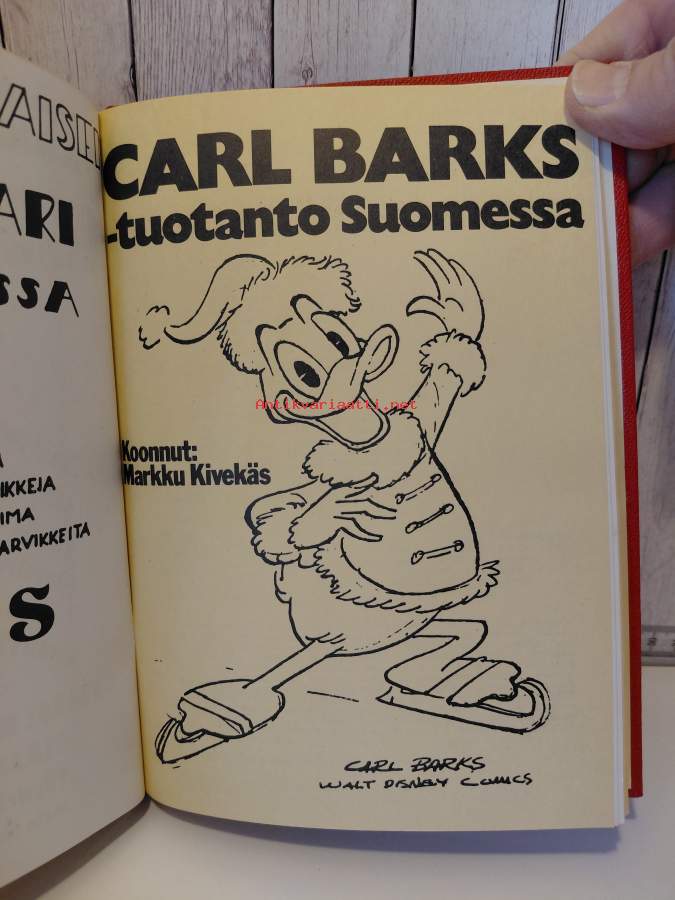 AISE
ARI
SSA
IKKEJA
IMA
ARVIKKEITA
S
CARL BARKS
-tuotanto Suomessa
Antikvariaatti.net
Koonnut:
Markku Kivekäs
CARL BARKS
WALT DISNEY COMICS